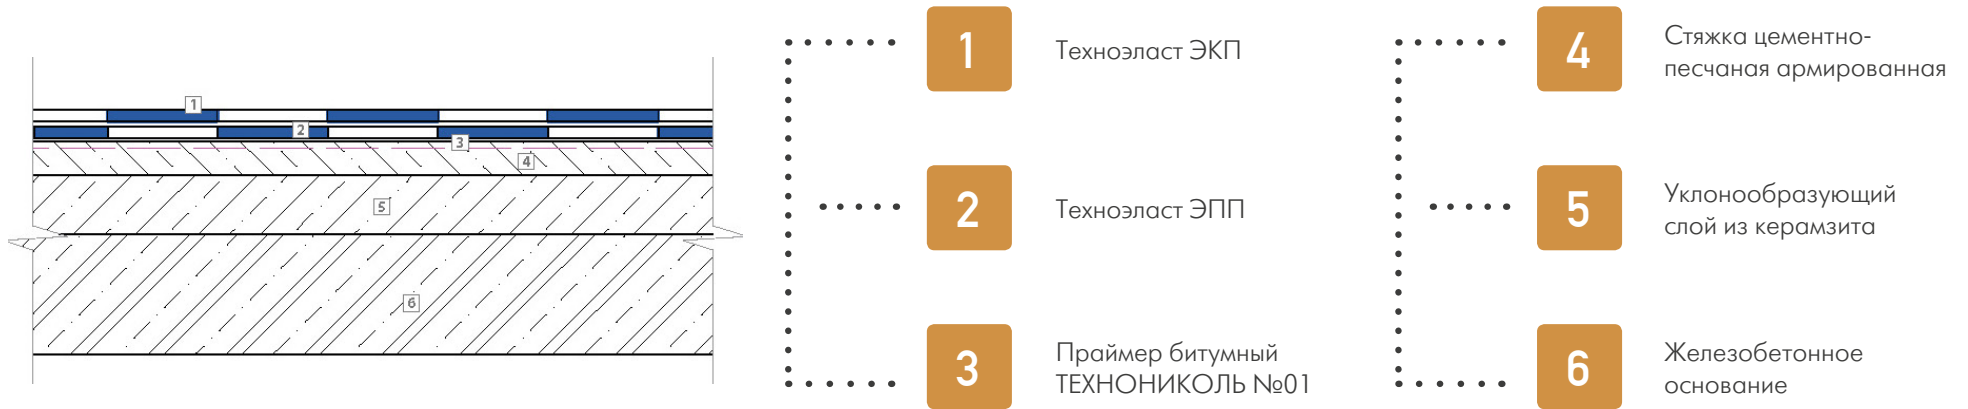 1
2
3
4
5
6
1
Техноэласт ЭКП
2
Техноэласт ЭПП
3
Праймер битумный
ТЕХНОНИКОЛЬ №01
4
Стяжка цементно-
песчаная армированная
5
Уклонообразующий
слой из керамзита
6
Железобетонное
основание